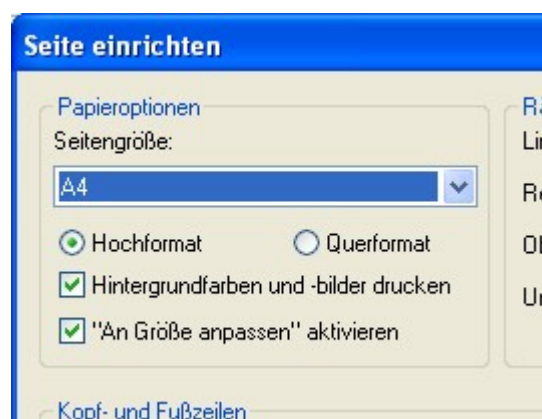 Seite einrichten
Papieroptionen
Seitengröße:
A4
Hochformat Querformat
Hintergrundfarben und -bilder drucken
"An Größe anpassen" aktivieren
Kopf- und Fußzeilen